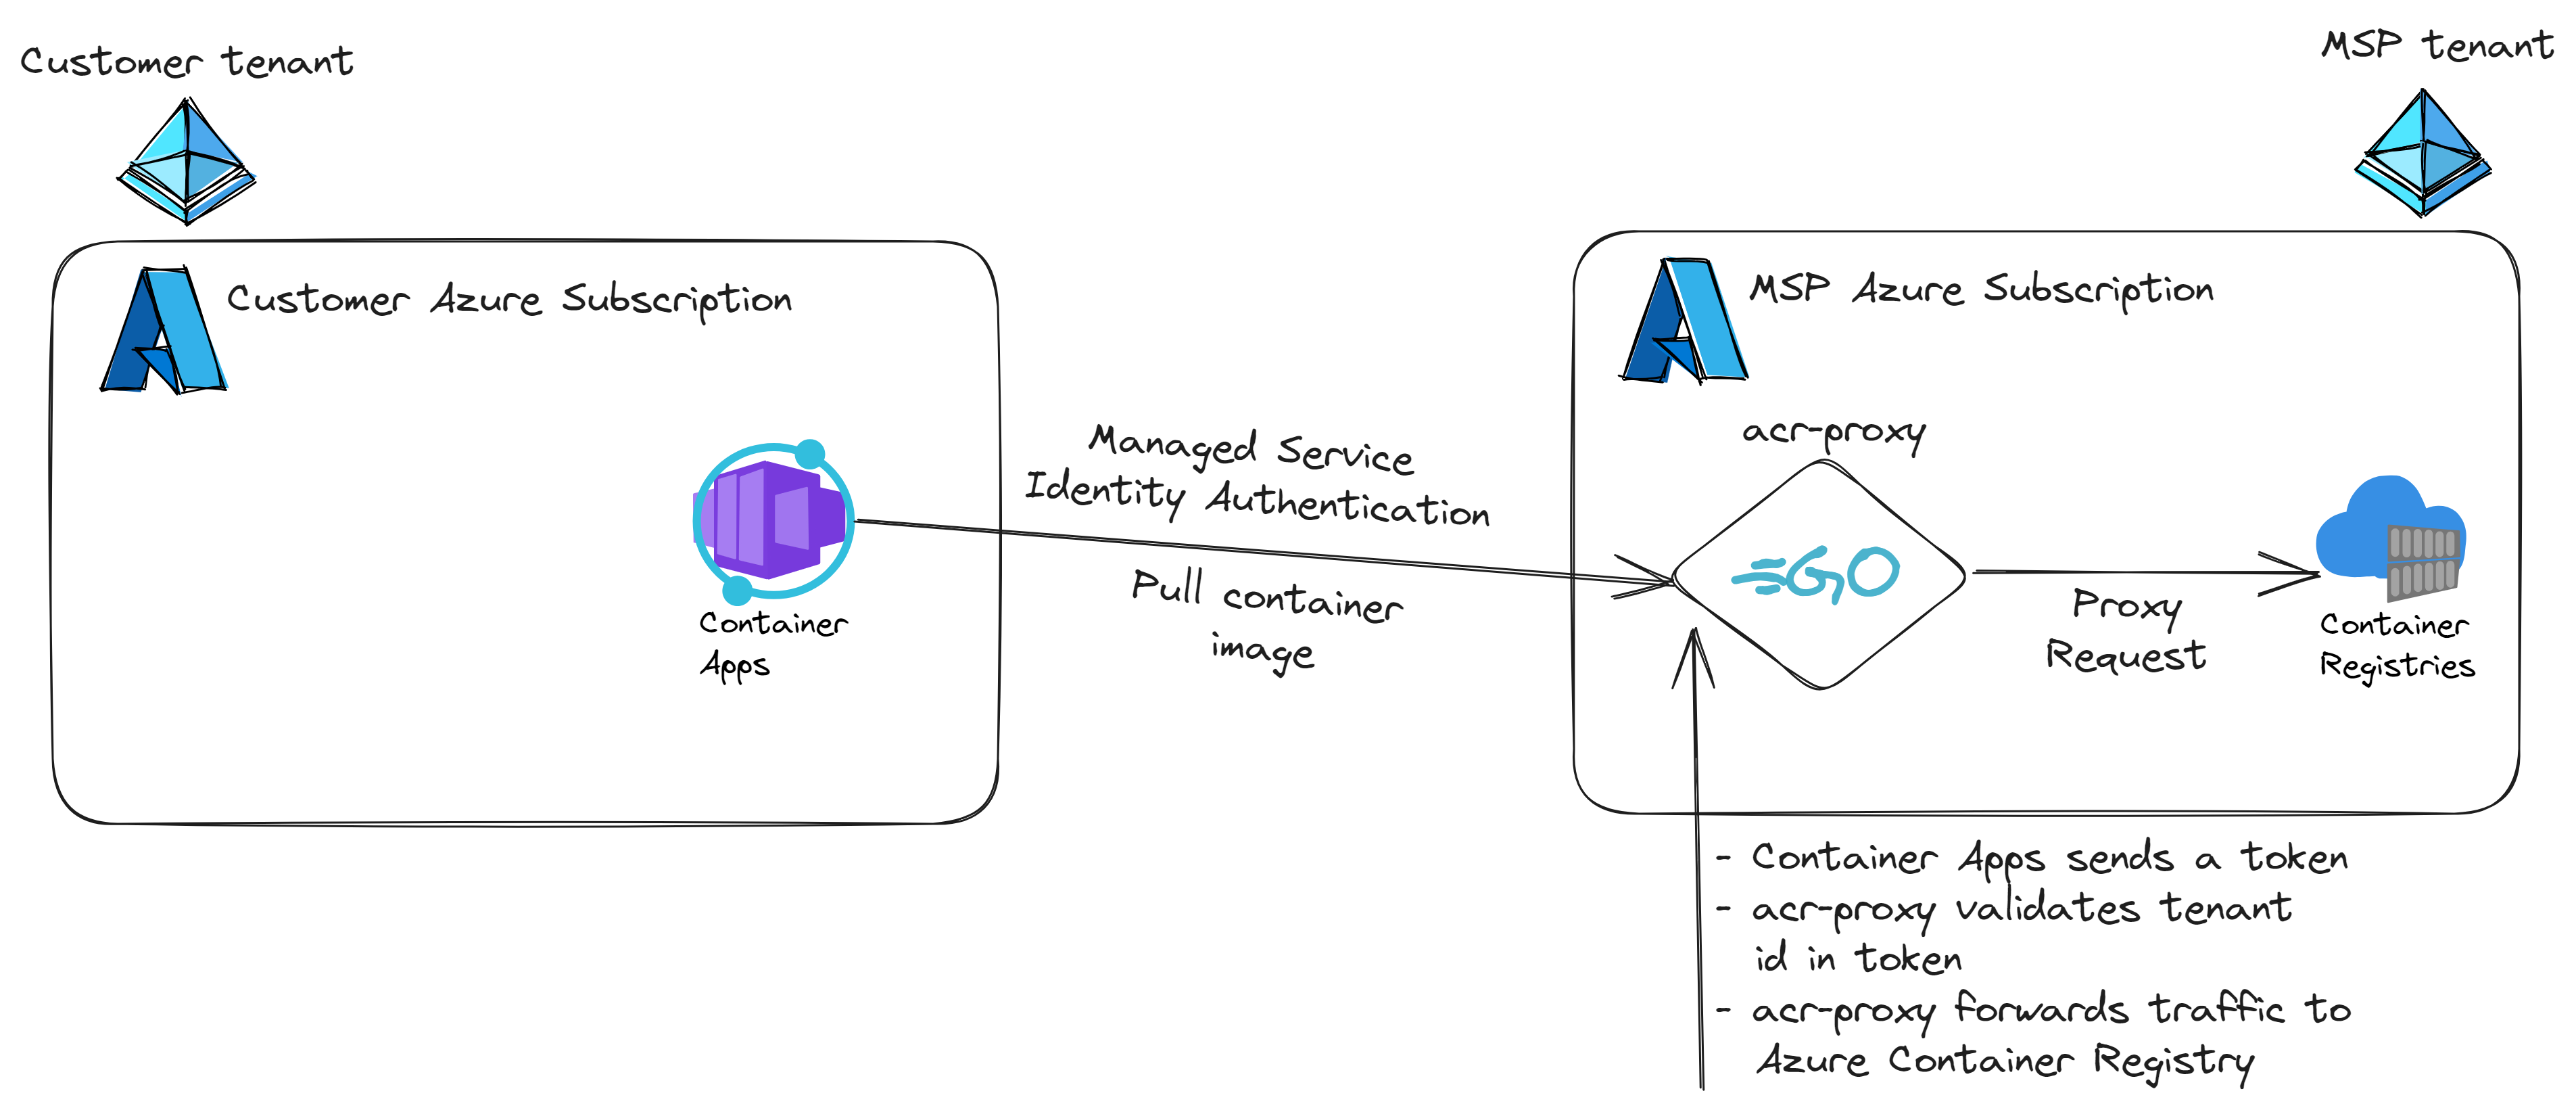 Customer tenant
MSP tenant
Customer Azure Subscription
MSP Azure Subscription
Managed Service
Identity Authentication
Pull container
image
Container
Apps
acr-proxy
GO
Proxy
Request
Container
Registries
- Container Apps sends a token
- acr-proxy validates tenant
id in token
- acr-proxy forwards traffic to
Azure Container Registry